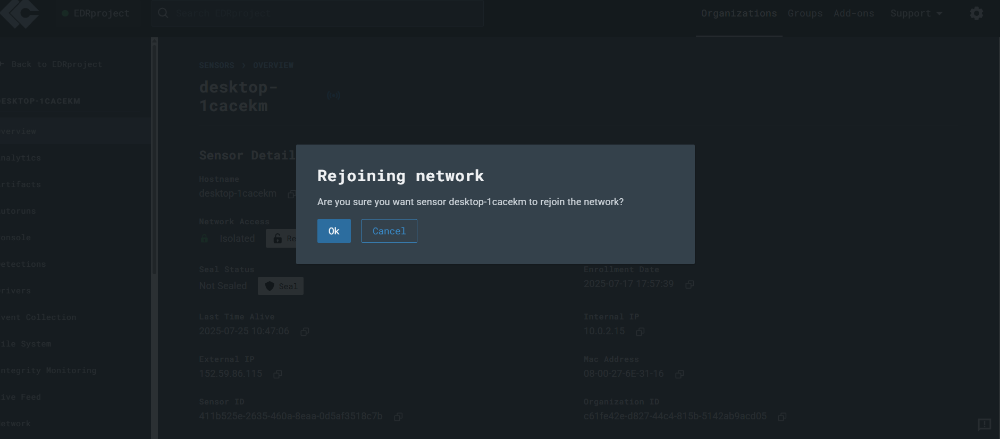 EDRproject
Search EDRproject
Organizations
Groups
Add-ons
Support
Back to EDRproject
SENSORS
OVERVIEW
ESKTOP-1CACEKM
desktop-
1cacekm
verview
nalytics
rtifacts
utoruns
onsole
etections
rivers
vent Collection
ile System
ntegrity Monitoring
ive Feed
etwork
Sensor Detail
Hostname
desktop-1cacekm
Network Access
Isolated
Re
Rejoining network
Are you sure you want sensor desktop-1cacekm to rejoin the network?
Ok
Cancel
Seal Status
Not Sealed
Seal
Enrollment Date
2025-07-17 17:57:39
Last Time Alive
2025-07-25 10:47:06
Internal IP
10.0.2.15
External IP
152.59.86.115
Mac Address
08-00-27-6E-31-16
Sensor ID
411b525e-2635-460a-8eaa-0d5af3518c7b
Organization ID
c61fe42e-d827-44c4-815b-5142ab9acd05